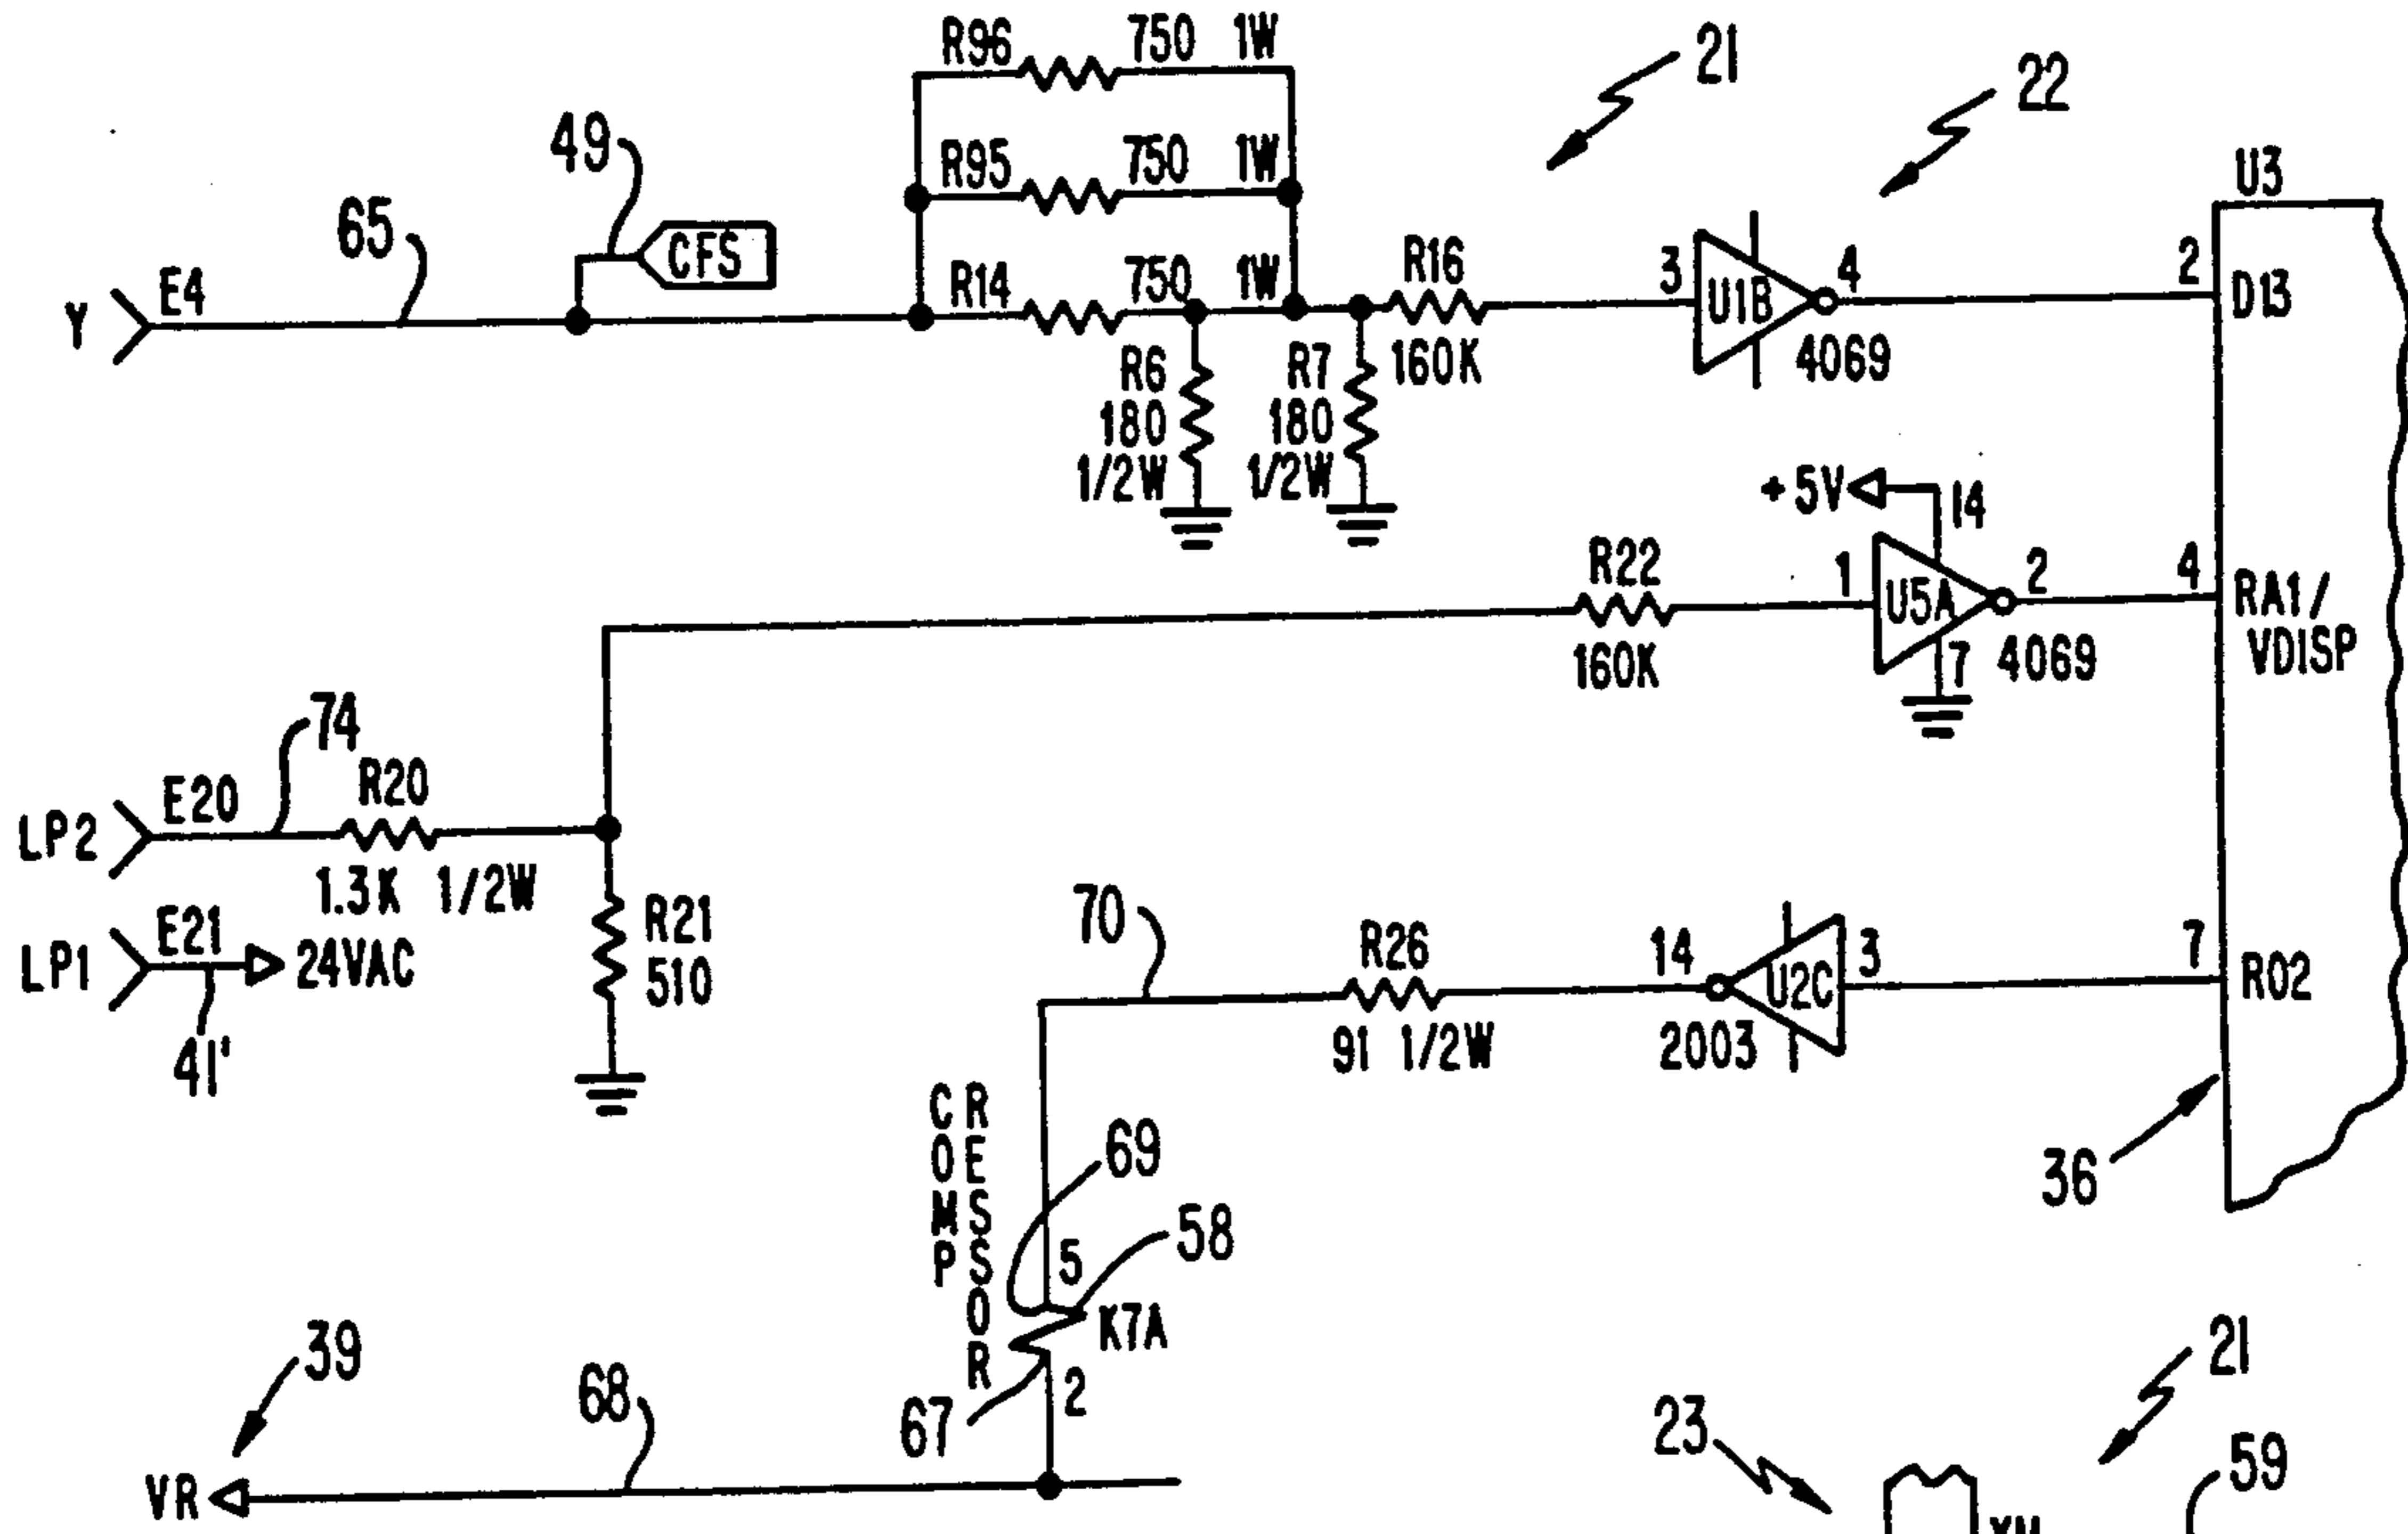 R96 750 1W
21
22
49
R95 750 1W
U3
65
CFS
Y E4
R14 750 1W
R16
160K
3 U1B 4
4069
2 D13
R6
180
1/2W
R7
180
1/2W
+5V 14
R22
160K
1 U5A 2
7 4069
4 RA1/
VDISP
74
LP2 E20 R20
1.3K 1/2W
LP1 E21 24VAC
41'
R21
510
70
R26
91 1/2W
14 U2C 3
2003
7 R02
36
COMP
RESSOR
69
58
5
K7A
67
2
39
68
VR
21
23
59